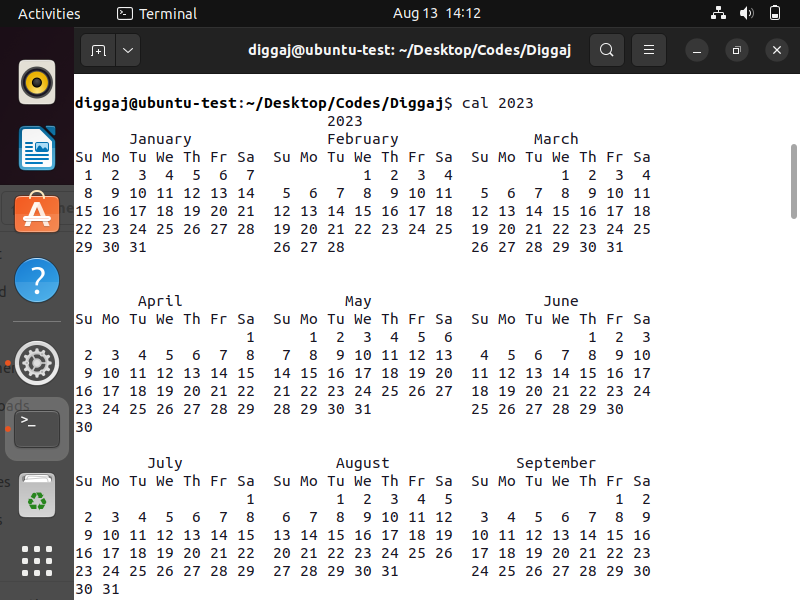 Activities Terminal Aug 13 14:12
diggaj@ubuntu-test: ~/Desktop/Codes/Diggaj
diggaj@ubuntu-test:~/Desktop/Codes/Diggaj$ cal 2023
                            2023
      January               February               March
Su Mo Tu We Th Fr Sa  Su Mo Tu We Th Fr Sa  Su Mo Tu We Th Fr Sa
 1  2  3  4  5  6  7            1  2  3  4            1  2  3  4
 8  9 10 11 12 13 14   5  6  7  8  9 10 11   5  6  7  8  9 10 11
15 16 17 18 19 20 21  12 13 14 15 16 17 18  12 13 14 15 16 17 18
22 23 24 25 26 27 28  19 20 21 22 23 24 25  19 20 21 22 23 24 25
29 30 31              26 27 28              26 27 28 29 30 31
       April                  May                   June
Su Mo Tu We Th Fr Sa  Su Mo Tu We Th Fr Sa  Su Mo Tu We Th Fr Sa
                   1      1  2  3  4  5  6               1  2  3
 2  3  4  5  6  7  8   7  8  9 10 11 12 13   4  5  6  7  8  9 10
 9 10 11 12 13 14 15  14 15 16 17 18 19 20  11 12 13 14 15 16 17
16 17 18 19 20 21 22  21 22 23 24 25 26 27  18 19 20 21 22 23 24
23 24 25 26 27 28 29  28 29 30 31           25 26 27 28 29 30
30
        July                 August              September
Su Mo Tu We Th Fr Sa  Su Mo Tu We Th Fr Sa  Su Mo Tu We Th Fr Sa
                   1         1  2  3  4  5                  1  2
 2  3  4  5  6  7  8   6  7  8  9 10 11 12   3  4  5  6  7  8  9
 9 10 11 12 13 14 15  13 14 15 16 17 18 19  10 11 12 13 14 15 16
16 17 18 19 20 21 22  20 21 22 23 24 25 26  17 18 19 20 21 22 23
23 24 25 26 27 28 29  27 28 29 30 31        24 25 26 27 28 29 30
30 31